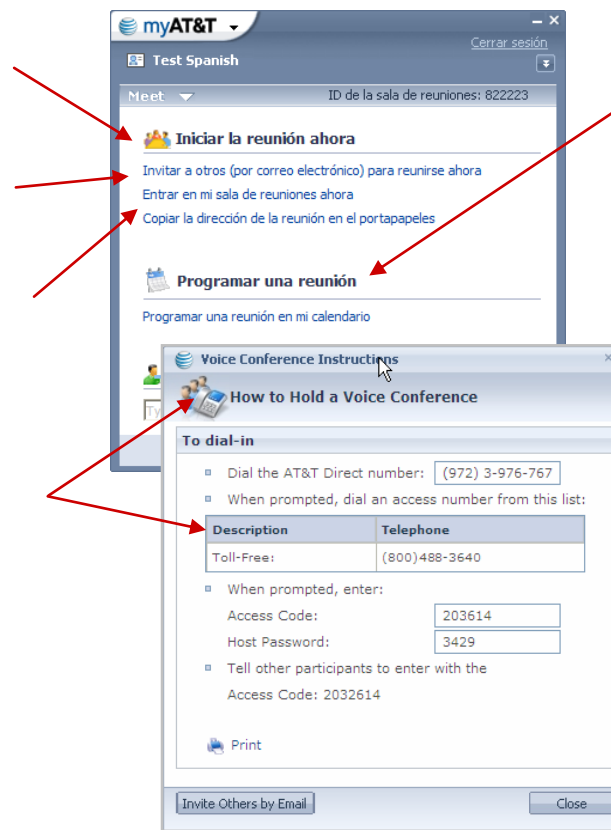 myAT&T
Cerrar sesión
Test Spanish
Meet
ID de la sala de reuniones: 822223
Iniciar la reunión ahora
Invitar a otros (por correo electrónico) para reunirse ahora
Entrar en mi sala de reuniones ahora
Copiar la dirección de la reunión en el portapapeles
Programar una reunión
Programar una reunión en mi calendario
Ty
Voice Conference Instructions
How to Hold a Voice Conference
To dial-in
Dial the AT&T Direct number: (972) 3-976-767
When prompted, dial an access number from this list:
Description Telephone
Toll-Free: (800)488-3640
When prompted, enter:
Access Code: 203614
Host Password: 3429
Tell other participants to enter with the
Access Code: 2032614
Print
Invite Others by Email Close